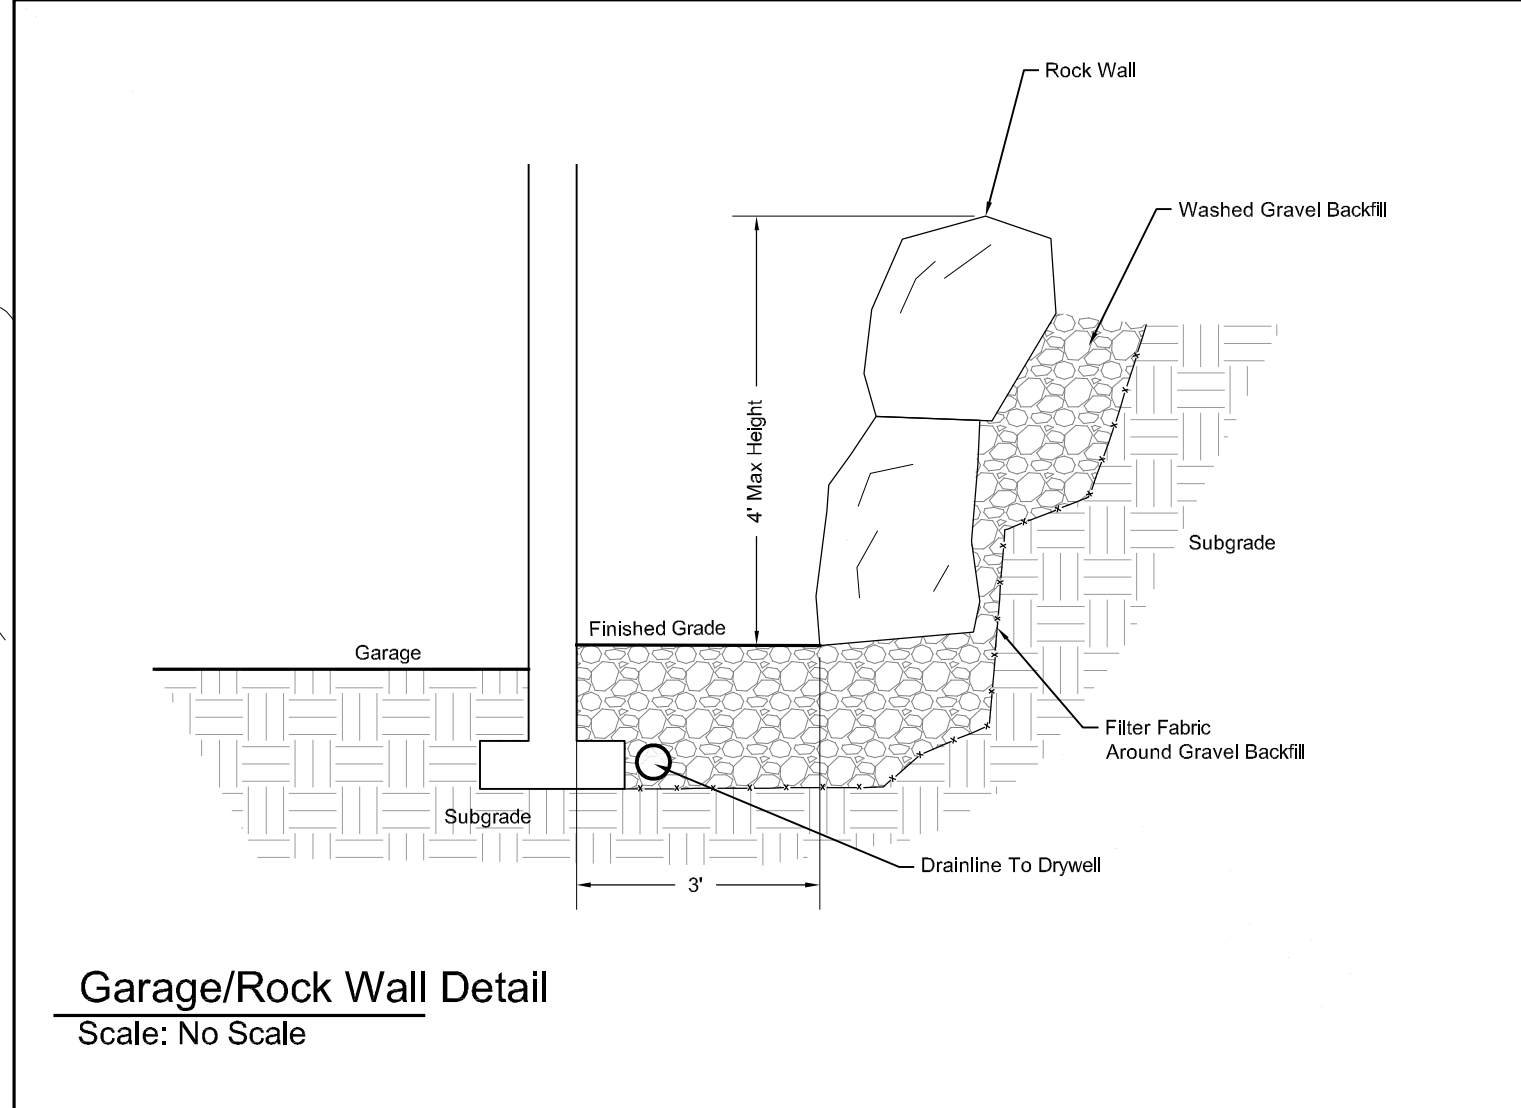 Rock Wall
Washed Gravel Backfill
4' Max Height
Subgrade
Finished Grade
Garage
Filter Fabric
Around Gravel Backfill
Subgrade
Drainline To Drywell
3'
Garage/Rock Wall Detail
Scale: No Scale